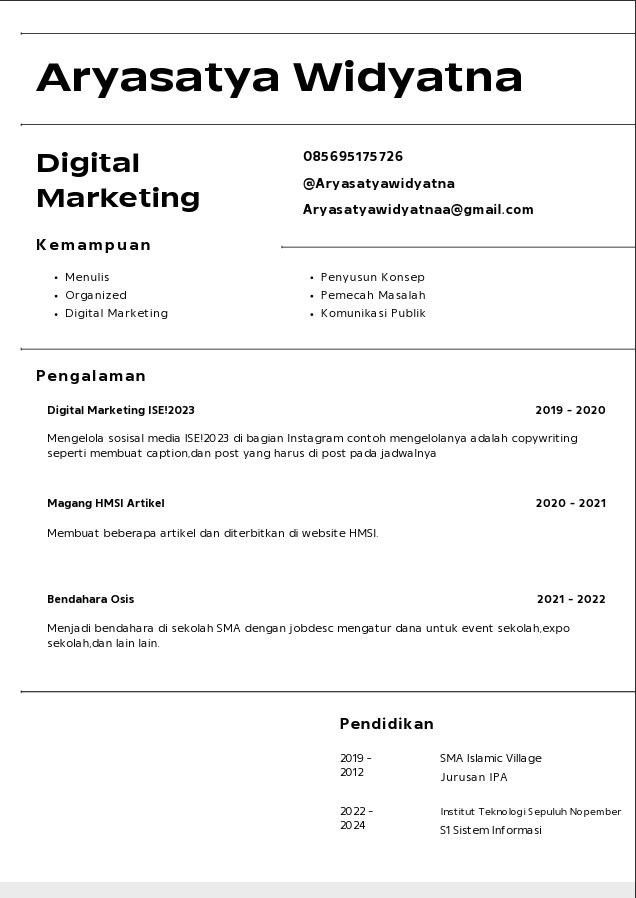 Aryasatya Widyatna
Digital
Marketing
085695175726
@Aryasatyawidyatna
Aryasatyawidyatnaa@gmail.com
Kemampuan
• Menulis
• Organized
• Digital Marketing
• Penyusun Konsep
• Pemecah Masalah
• Komunikasi Publik
Pengalaman
Digital Marketing ISE!2023 2019 - 2020
Mengelola sosisal media ISE!2023 di bagian Instagram contoh mengelolanya adalah copywriting
seperti membuat caption,dan post yang harus di post pada jadwalnya
Magang HMSI Artikel 2020 - 2021
Membuat beberapa artikel dan diterbitkan di website HMSI.
Bendahara Osis 2021 - 2022
Menjadi bendahara di sekolah SMA dengan jobdesc mengatur dana untuk event sekolah,expo
sekolah,dan lain lain.
Pendidikan
2019 -
2012
SMA Islamic Village
Jurusan IPA
2022 -
2024
Institut Teknologi Sepuluh Nopember
S1 Sistem Informasi